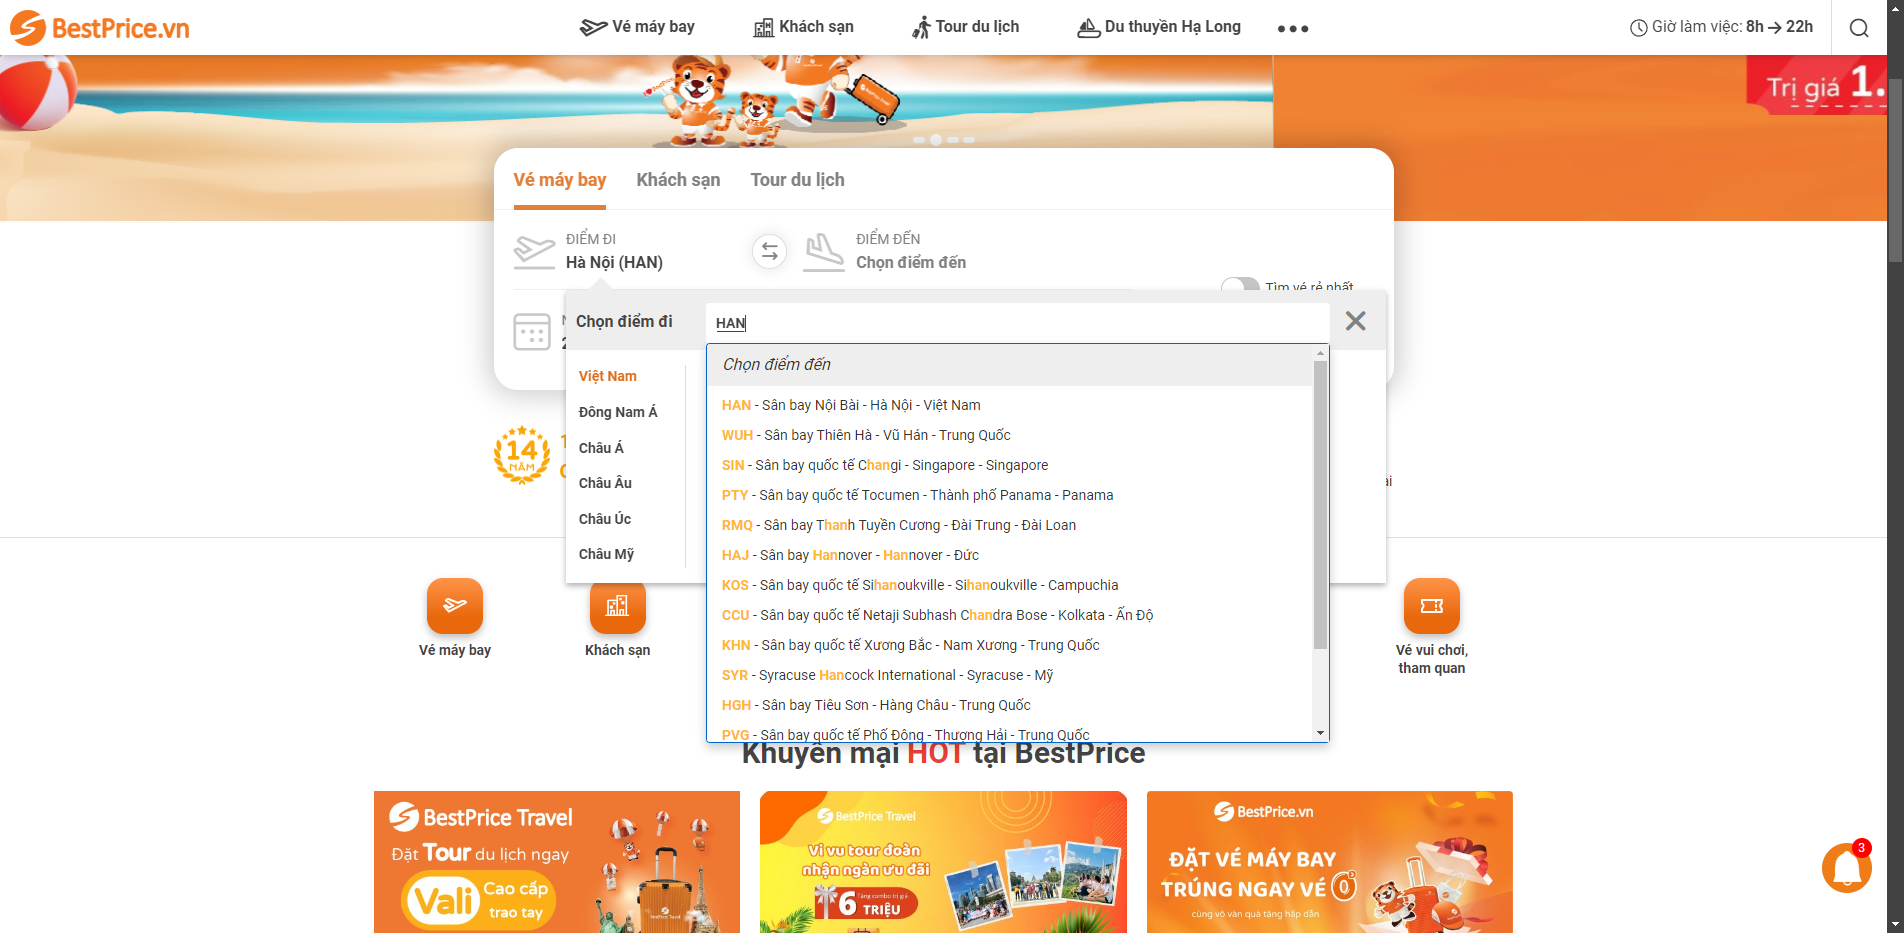 BestPrice.vn
Vé máy bay
Khách sạn
Tour du lịch
Du thuyền Hạ Long
Giờ làm việc: 8h → 22h
Trị giá 1.
Vé máy bay
Khách sạn
Tour du lịch
ĐIỂM ĐI
Hà Nội (HAN)
ĐIỂM ĐẾN
Chọn điểm đến
Tìm vé rẻ nhất
Chọn điểm đi
HAN
Việt Nam
Đông Nam Á
Châu Á
Châu Âu
Châu Úc
Châu Mỹ
Chọn điểm đến
HAN - Sân bay Nội Bài - Hà Nội - Việt Nam
WUH - Sân bay Thiên Hà - Vũ Hán - Trung Quốc
SIN - Sân bay quốc tế Changi - Singapore - Singapore
PTY - Sân bay quốc tế Tocumen - Thành phố Panama - Panama
RMQ - Sân bay Thanh Tuyền Cương - Đài Trung - Đài Loan
HAJ - Sân bay Hannover - Hannover - Đức
KOS - Sân bay quốc tế Sihanoukville - Sihanoukville - Campuchia
CCU - Sân bay quốc tế Netaji Subhash Chandra Bose - Kolkata - Ấn Độ
KHN - Sân bay quốc tế Xương Bắc - Nam Xương - Trung Quốc
SYR - Syracuse Hancock International - Syracuse - Mỹ
HGH - Sân bay Tiêu Sơn - Hàng Châu - Trung Quốc
PVG - Sân bay quốc tế Phố Đông - Thượng Hải - Trung Quốc
14
NĂM
Vé máy bay
Khách sạn
Vé vui chơi,
tham quan
Khuyến mại HOT tại BestPrice
BestPrice Travel
Đặt Tour du lịch ngay
Vali Cao cấp
trao tay
BestPrice Travel
Vi vu tour đoàn
nhận ngàn ưu đãi
Tặng combo trị giá
6 TRIỆU
BestPrice.vn
ĐẶT VÉ MÁY BAY
TRÚNG NGAY VÉ 0đ
cùng vô vàn quà tặng hấp dẫn
3